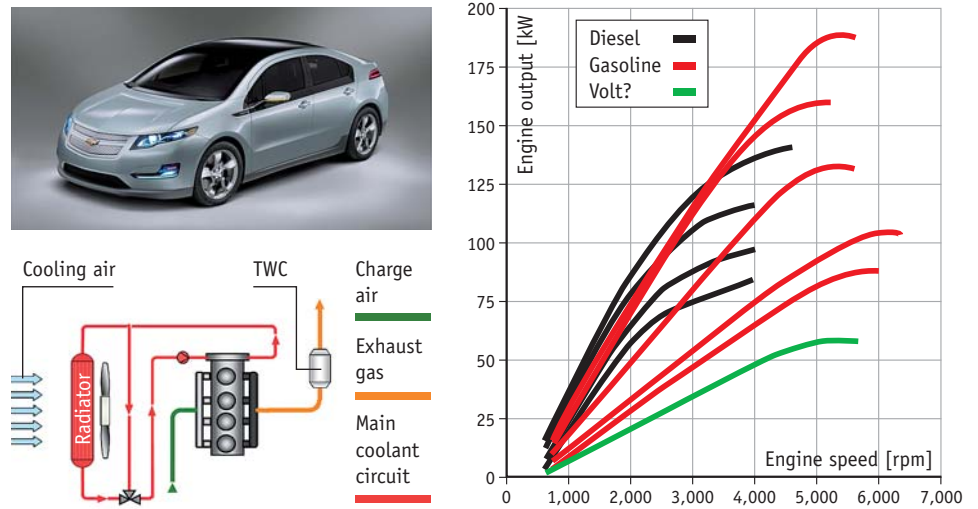 Cooling air
TWC
Charge
air
Exhaust
gas
Main
coolant
circuit
Radiator
Engine output [kW
Diesel
Gasoline
Volt?
200
175
150
125
100
75
50
25
0
Engine speed [rpm]
0
1,000
2,000
3,000
4,000
5,000
6,000
7,000